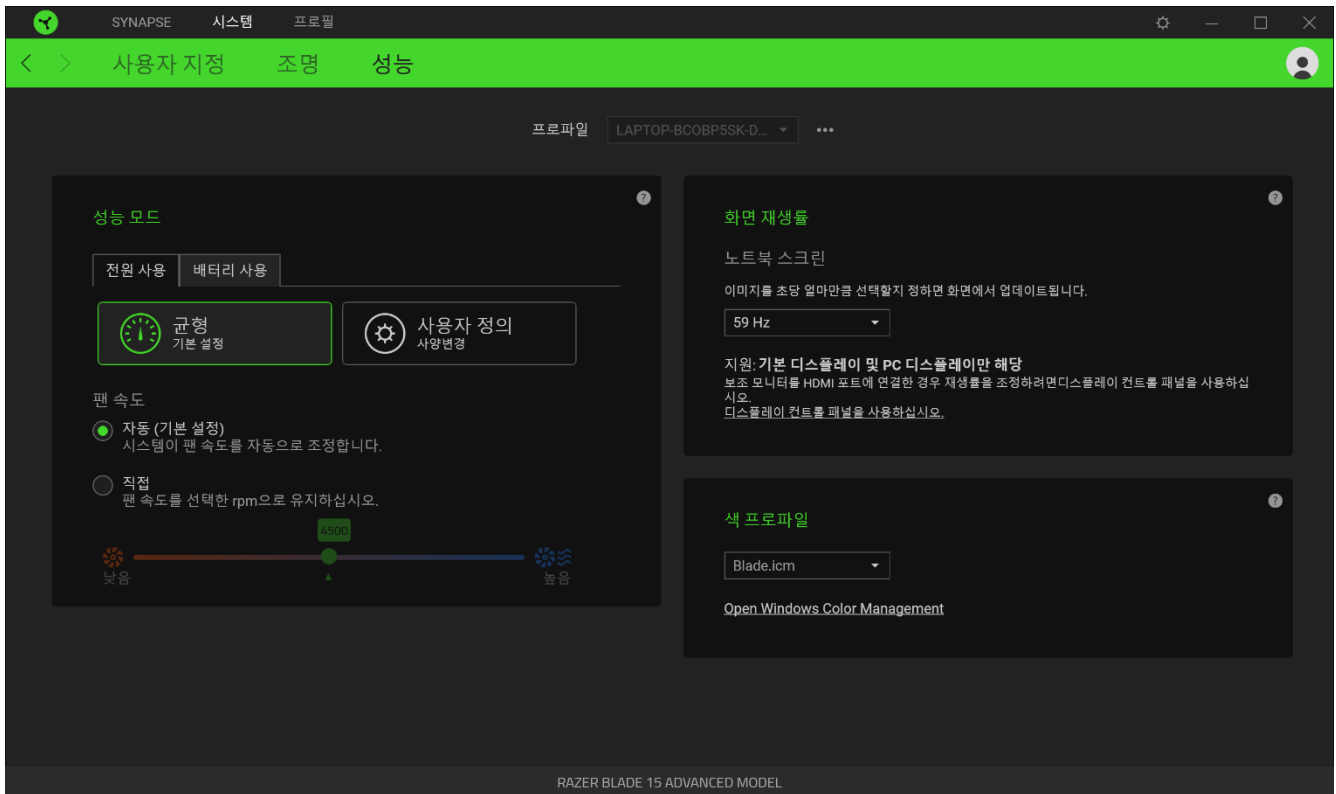 SYNAPSE 시스템 프로필
사용자 지정 조명 성능
프로파일 LAPTOP-BCOBP5SK-D... •••
성능 모드
전원 사용 배터리 사용
균형
기본 설정
사용자 정의
사양변경
팬 속도
자동 (기본 설정)
시스템이 팬 속도를 자동으로 조정합니다.
직접
팬 속도를 선택한 rpm으로 유지하십시오.
4500
낮음 높음
화면 재생률
노트북 스크린
이미지를 초당 얼마만큼 선택할지 정하면 화면에서 업데이트됩니다.
59 Hz
지원: 기본 디스플레이 및 PC 디스플레이만 해당
보조 모니터를 HDMI 포트에 연결한 경우 재생률을 조정하려면디스플레이 컨트롤 패널을 사용하십
시오.
디스플레이 컨트롤 패널을 사용하십시오.
색 프로파일
Blade.icm
Open Windows Color Management
RAZER BLADE 15 ADVANCED MODEL